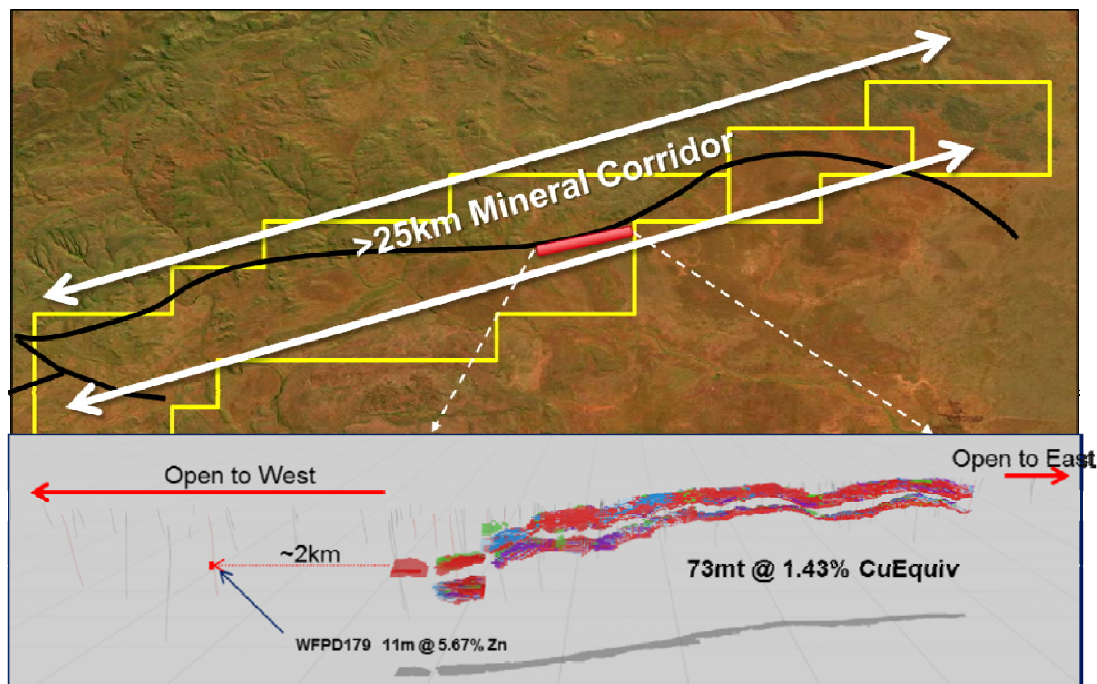 >25km Mineral Corridor
Open to West
Open to East
~2km
73mt @ 1.43% CuEquiv
WFPD179 11m @ 5.67% Zn